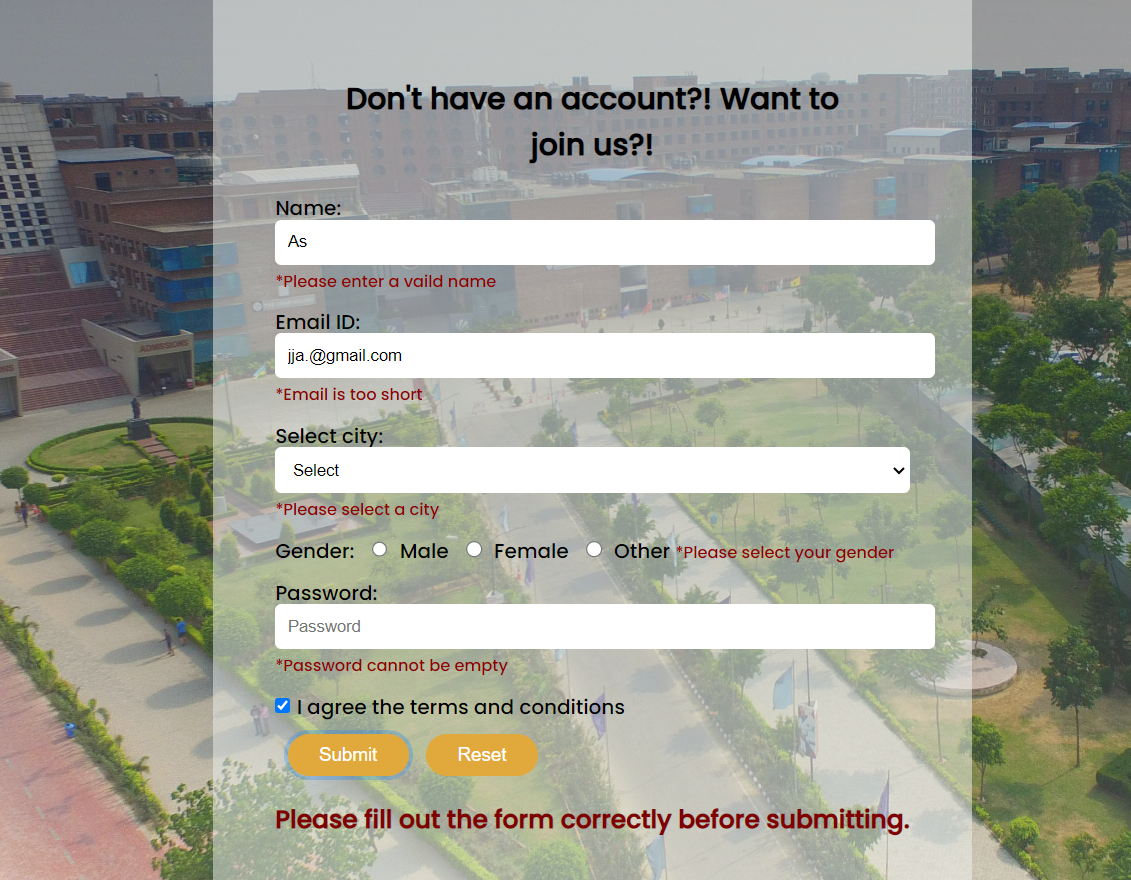 Don't have an account?! Want to
join us?!
Name:
As
*Please enter a vaild name
Email ID:
jja.@gmail.com
*Email is too short
Select city:
Select
*Please select a city
Gender: Male Female Other *Please select your gender
Password:
Password
*Password cannot be empty
I agree the terms and conditions
Submit Reset
Please fill out the form correctly before submitting.
ADMISSIONS